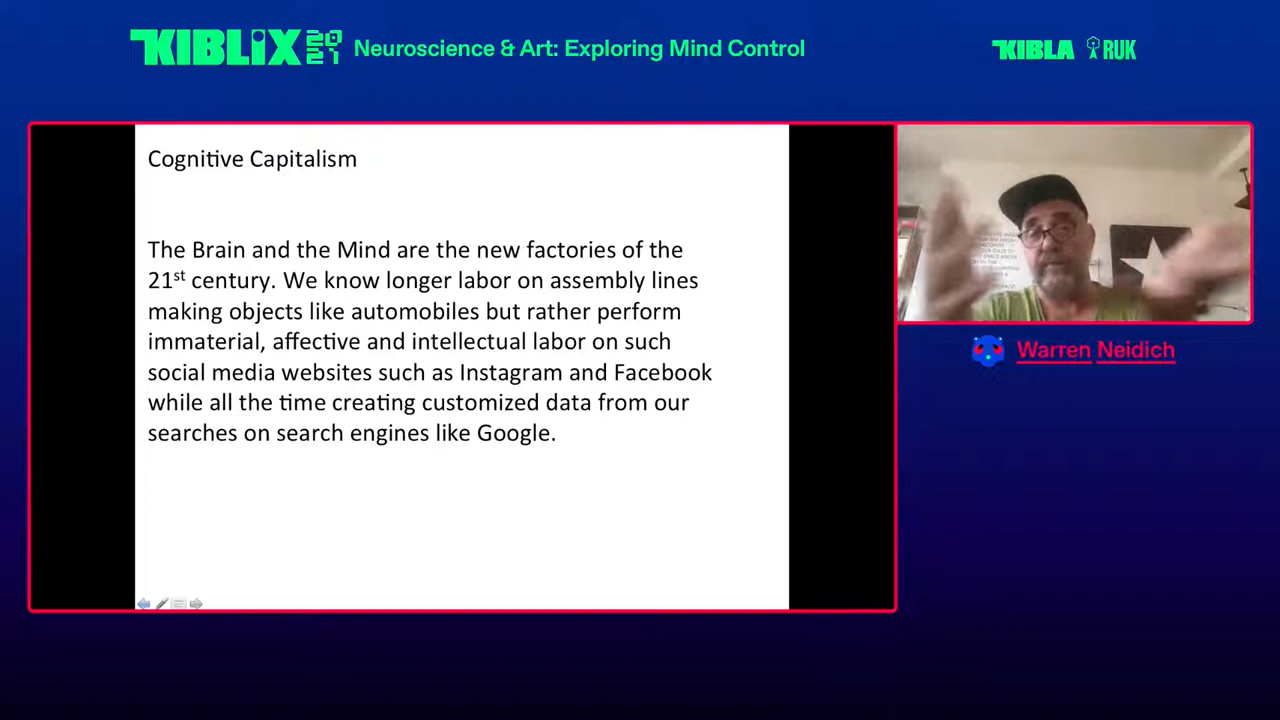 KIBLIX
Neuroscience & Art: Exploring Mind Control
KIBLA RUK
Cognitive Capitalism
The Brain and the Mind are the new factories of the
21st century. We know longer labor on assembly lines
making objects like automobiles but rather perform
immaterial, affective and intellectual labor on such
social media websites such as Instagram and Facebook
while all the time creating customized data from our
searches on search engines like Google.
Warren Neidich